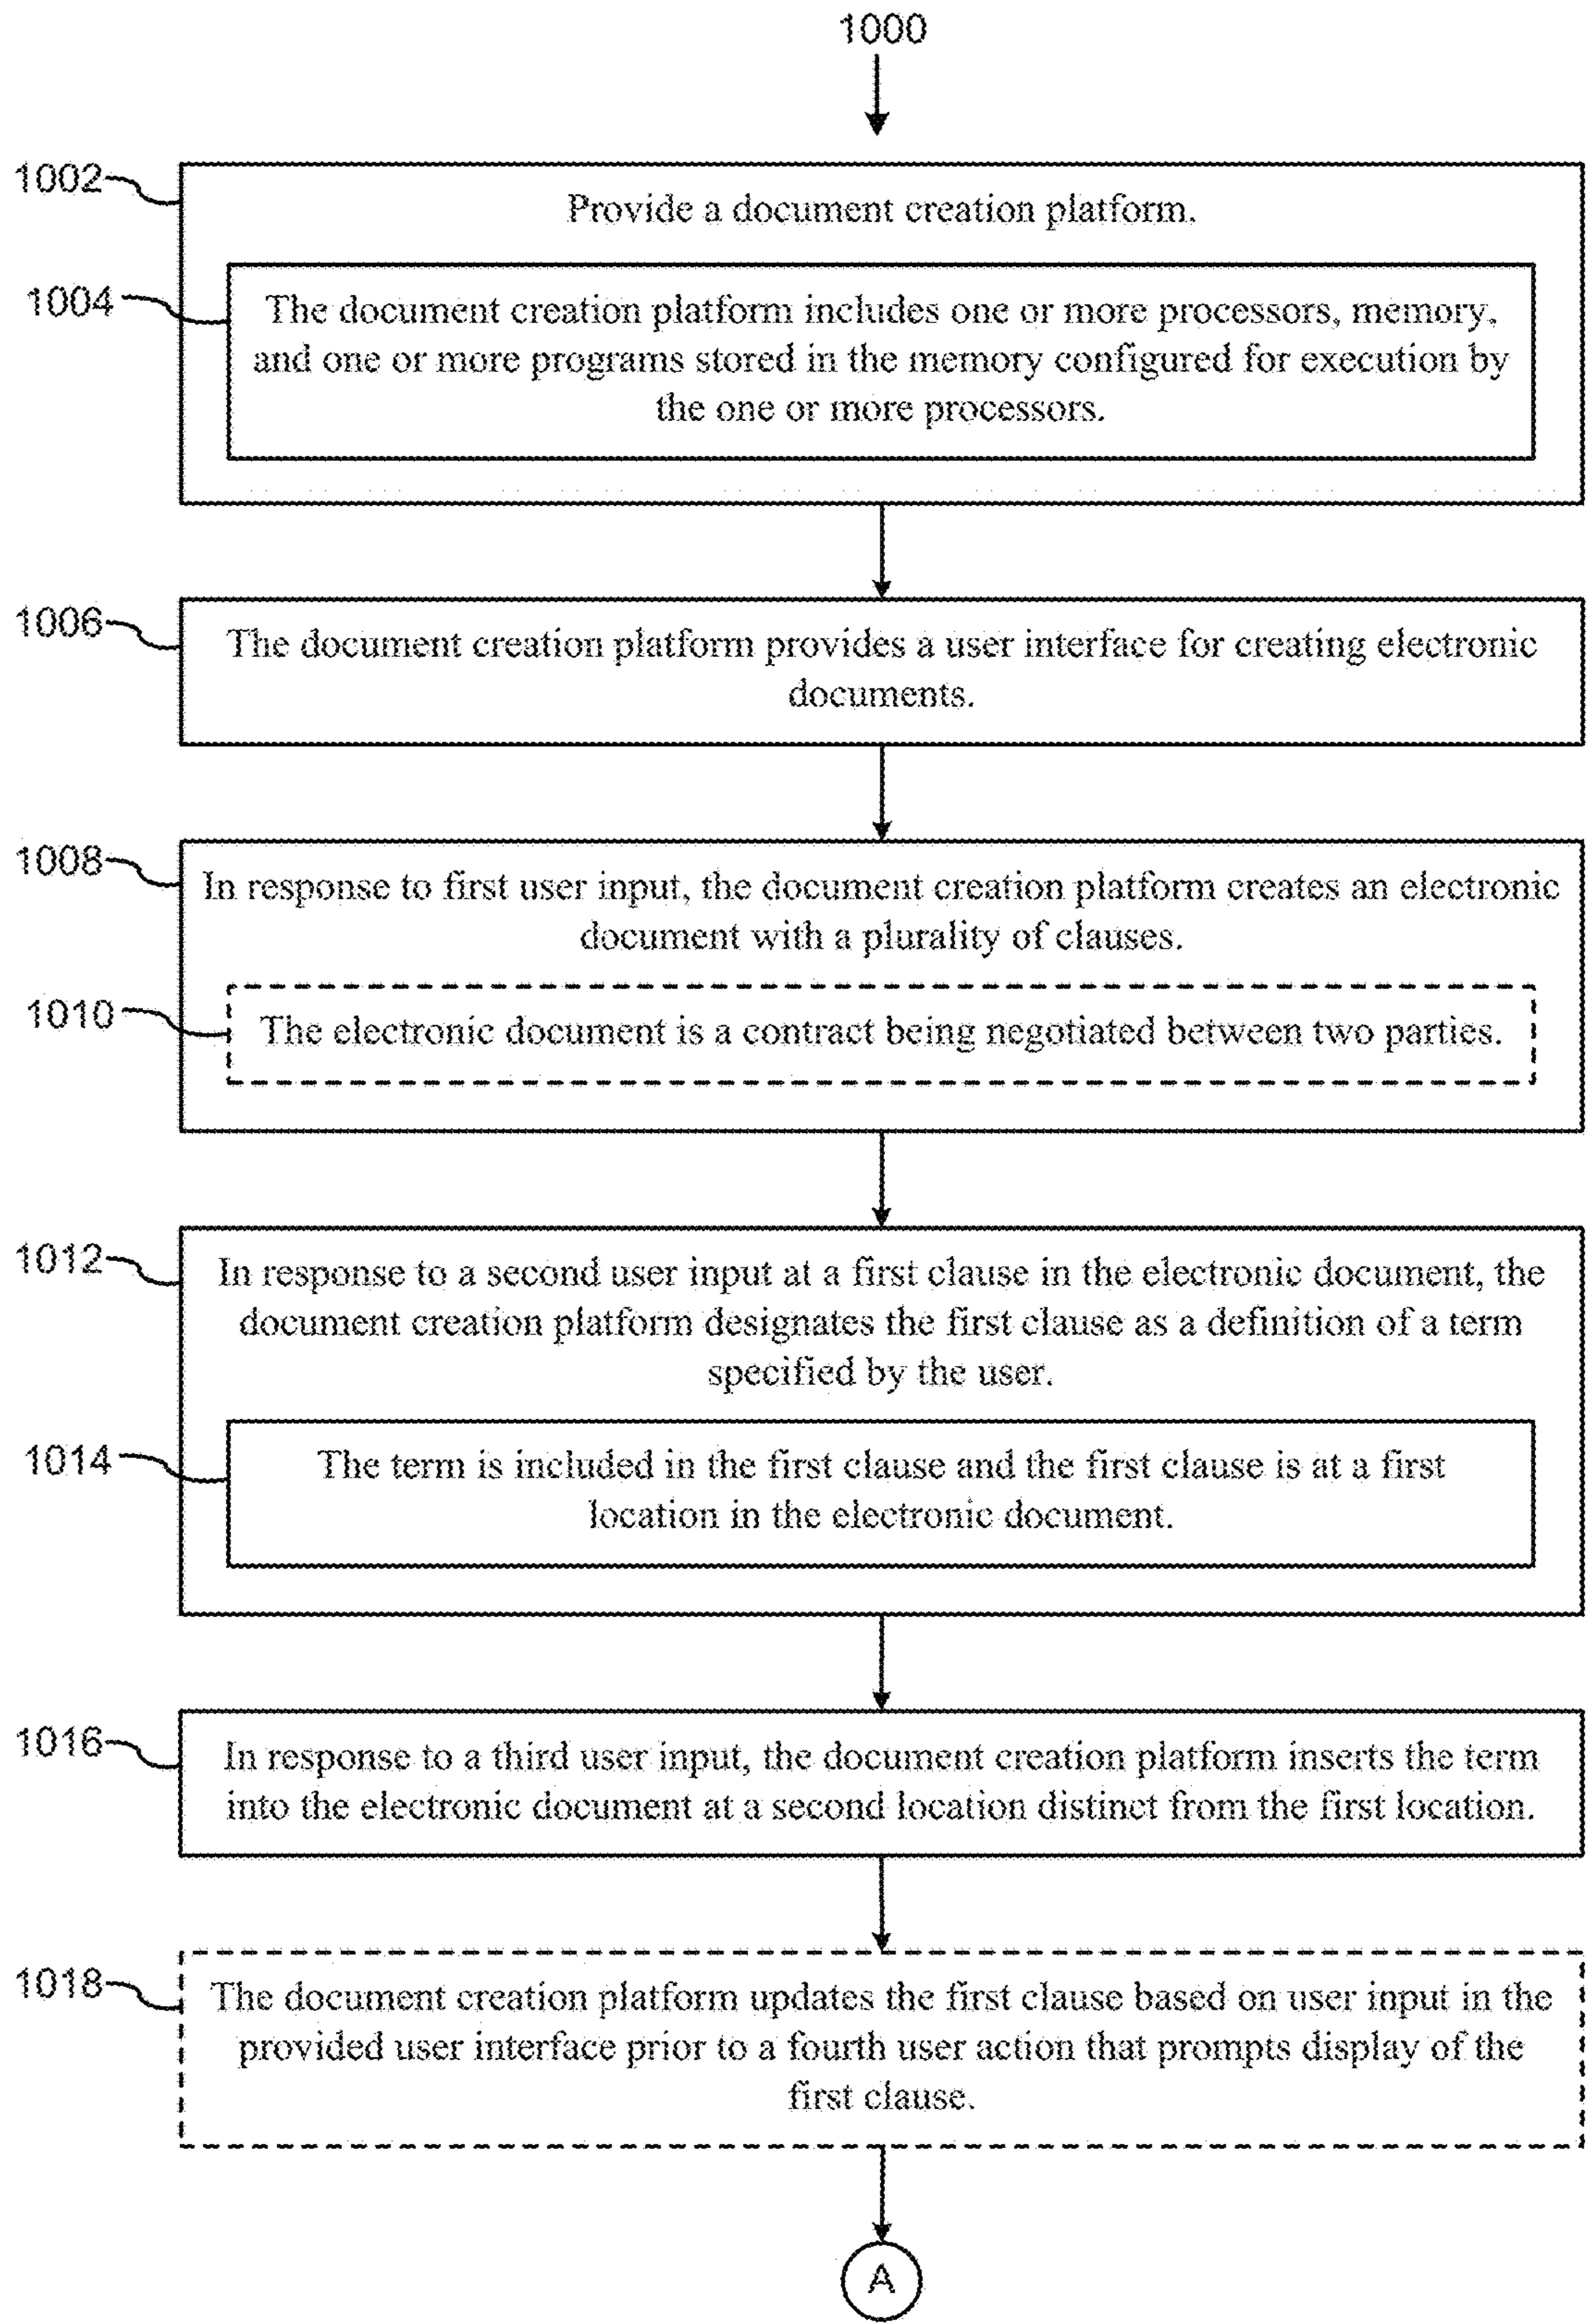 1000
1002
Provide a document creation platform.
1004
The document creation platform includes one or more processors, memory,
and one or more programs stored in the memory configured for execution by
the one or more processors.
1006
The document creation platform provides a user interface for creating electronic
documents.
1008
In response to first user input, the document creation platform creates an electronic
document with a plurality of clauses.
1010
The electronic document is a contract being negotiated between two parties.
1012
In response to a second user input at a first clause in the electronic document, the
document creation platform designates the first clause as a definition of a term
specified by the user.
1014
The term is included in the first clause and the first clause is at a first
location in the electronic document.
1016
In response to a third user input, the document creation platform inserts the term
into the electronic document at a second location distinct from the first location.
1018
The document creation platform updates the first clause based on user input in the
provided user interface prior to a fourth user action that prompts display of the
first clause.
A